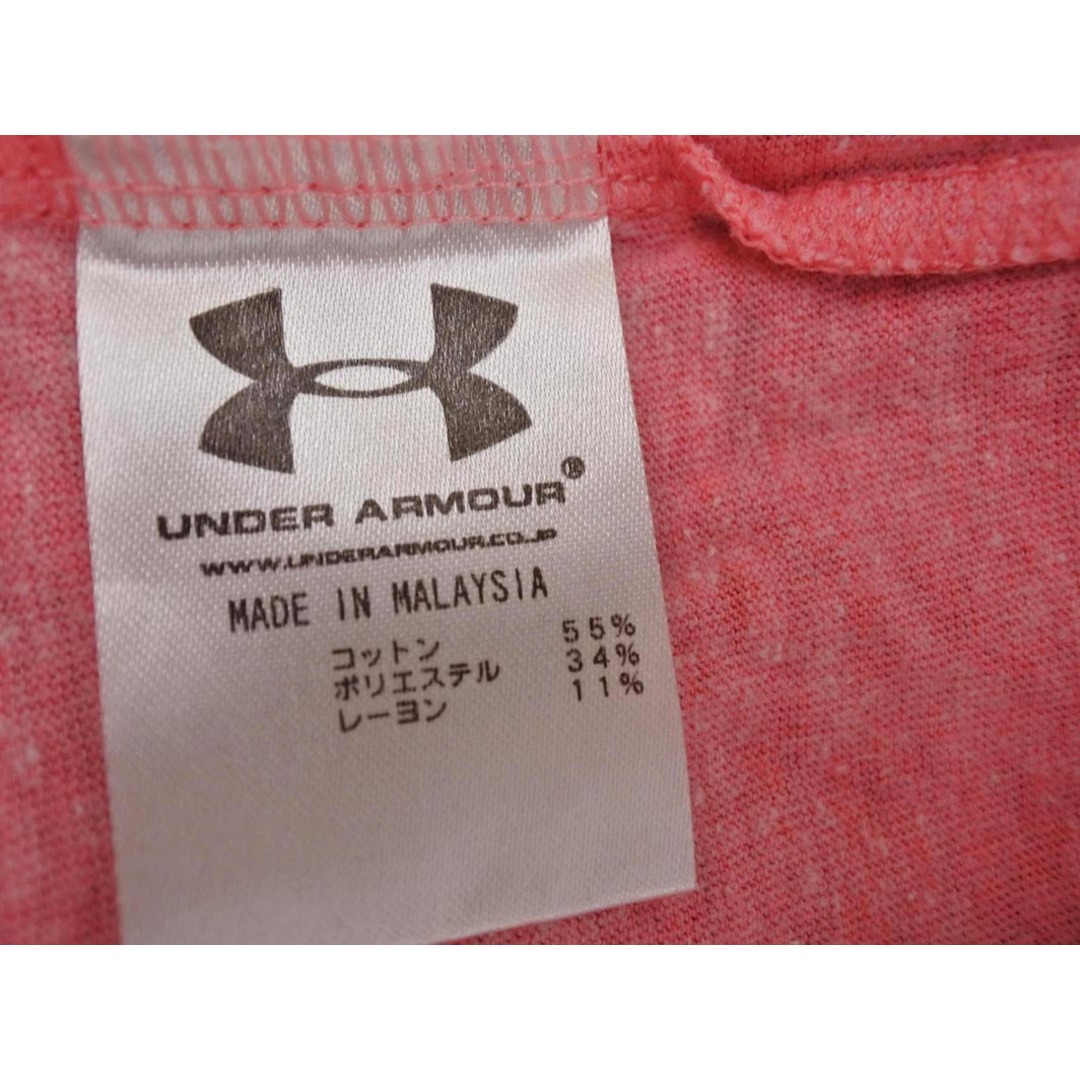 UNDER ARMOUR®
WWW.UNDERARMOUR.CO.JP
MADE IN MALAYSIA
コットン 55%
ポリエステル 34%
レーヨン 11%